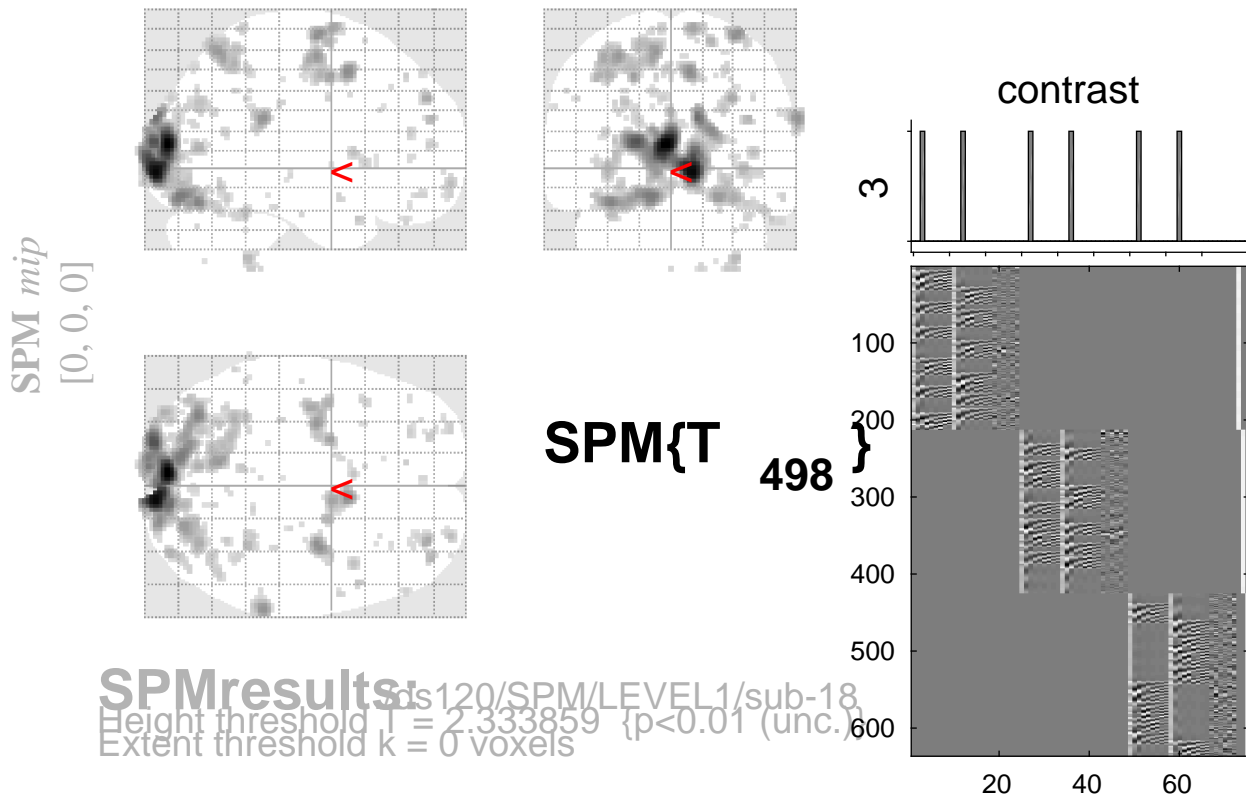 SPM mip
[0, 0, 0]
<
<
<
SPM{T498}
contrast
3
100
200
300
400
500
600
20
40
60
SPMresults: /ds120/SPM/LEVEL1/sub-18
Height threshold T = 2.333859 {p<0.01 (unc.)}
Extent threshold k = 0 voxels